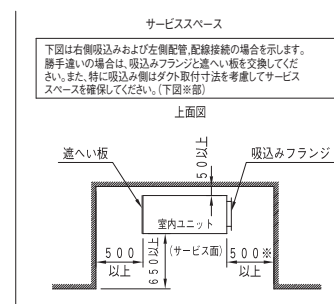 サービススペース
下図は右側吸込みおよび左側配管,配線接続の場合を示します。
勝手違いの場合は、吸込みフランジと遮へい板を交換してくだ
さい。また、特に吸込み側はダクト取付寸法を考慮してサービス
スペースを確保してください。(下図※部)
上面図
遮へい板
50以上
吸込みフランジ
室内ユニット
(サービス面)
500
以上
650以上
500※
以上